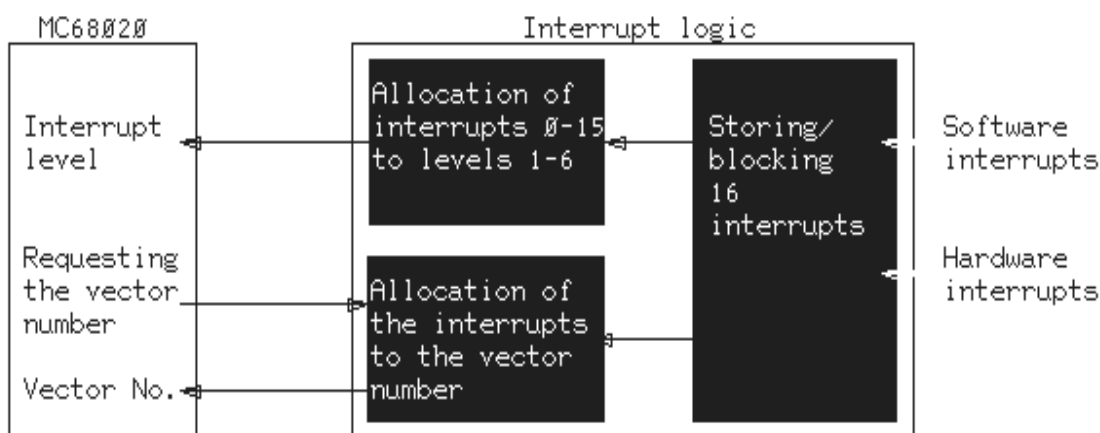 MC68020
Interrupt logic
Interrupt
level
Allocation of
interrupts 0-15
to levels 1-6
Storing/
blocking
16
interrupts
Software
interrupts
Requesting
the vector
number
Allocation of
the interrupts
to the vector
number
Hardware
interrupts
Vector No.